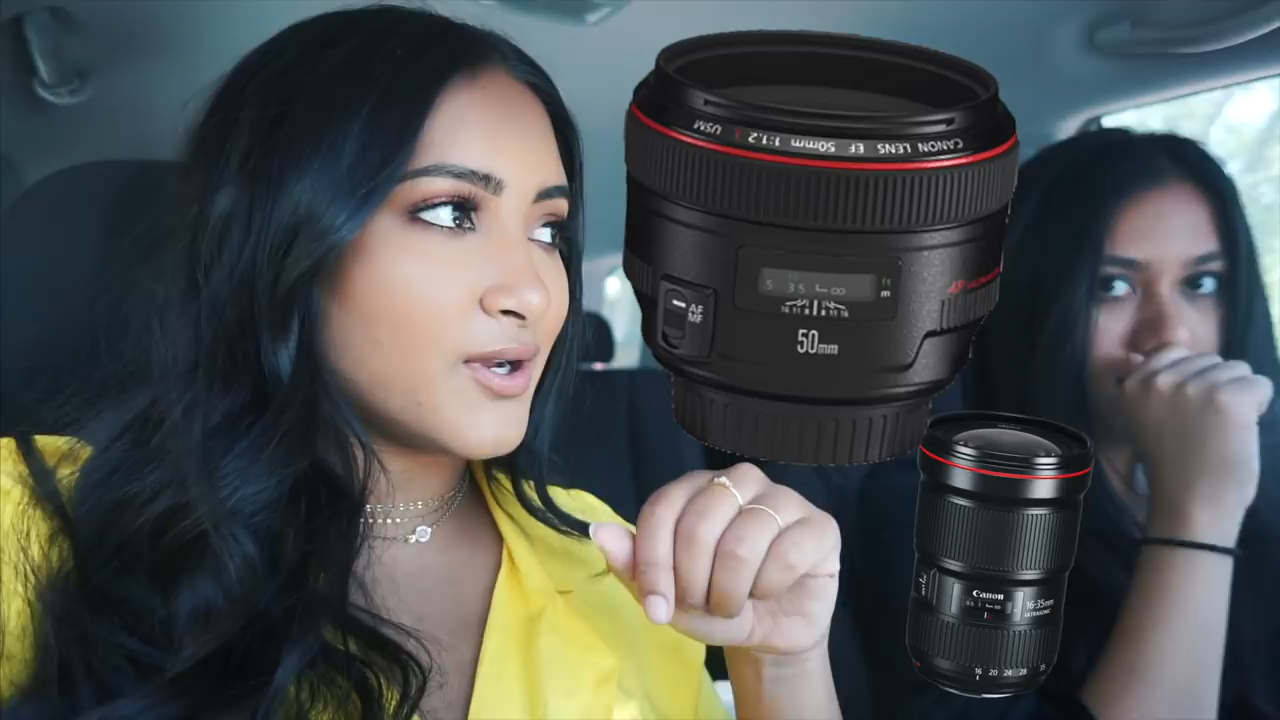 CANON LENS EF 50mm 1:1.2 L USM
ft
m
AF
MF
50mm
Canon
16-35mm
ULTRASONIC
16 20 24 28 35